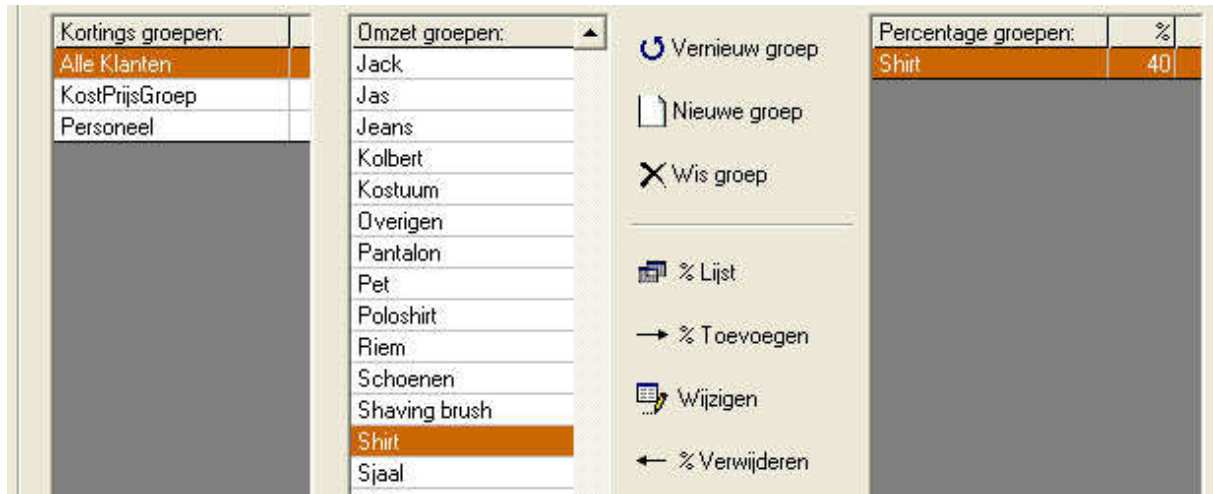 Kortings groepen:
Alle Klanten
KostPrijsGroep
Personeel
Omzet groepen:
Jack
Jas
Jeans
Kolbert
Kostuum
Overigen
Pantalon
Pet
Poloshirt
Riem
Schoenen
Shaving brush
Shirt
Sjaal
Vernieuw groep
Nieuwe groep
Wis groep
% Lijst
% Toevoegen
Wijzigen
% Verwijderen
Percentage groepen: %
Shirt 40